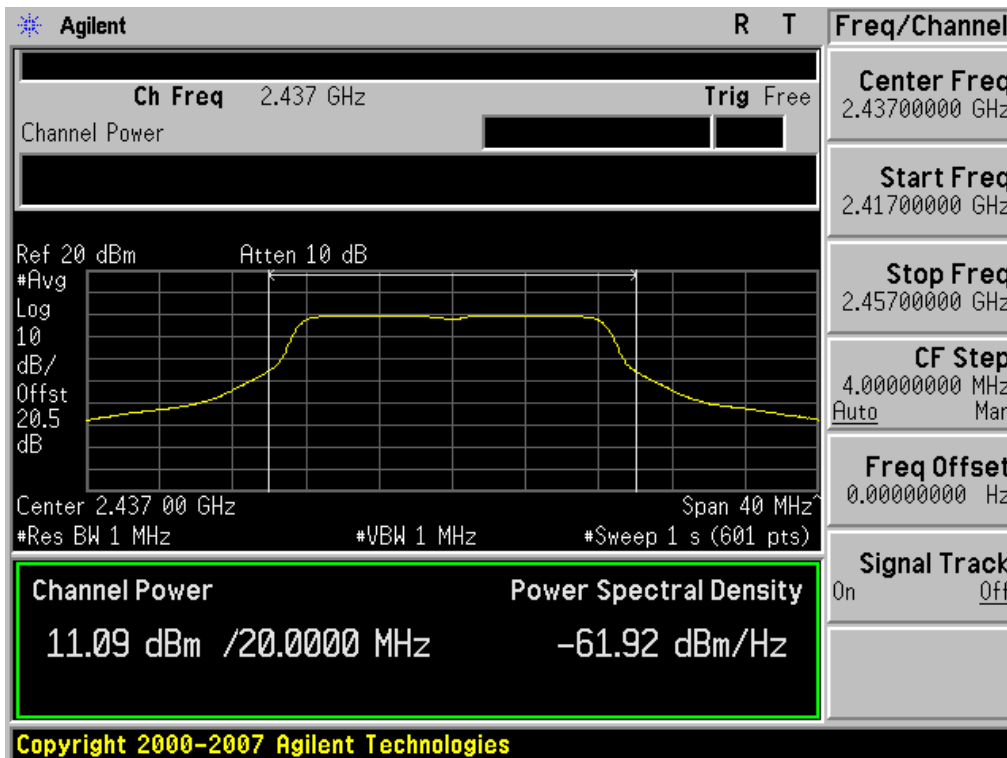 Agilent R T
Ch Freq 2.437 GHz Trig Free
Channel Power
Ref 20 dBm Atten 10 dB
#Avg
Log
10
dB/
Offst
20.5
dB
Center 2.437 00 GHz Span 40 MHz^
#Res BW 1 MHz #VBW 1 MHz #Sweep 1 s (601 pts)
Channel Power Power Spectral Density
11.09 dBm /20.0000 MHz -61.92 dBm/Hz
Copyright 2000-2007 Agilent Technologies
Freq/Channel
Center Freq
2.43700000 GHz
Start Freq
2.41700000 GHz
Stop Freq
2.45700000 GHz
CF Step
4.00000000 MHz
Auto Man
Freq Offset
0.00000000 Hz
Signal Track
On Off